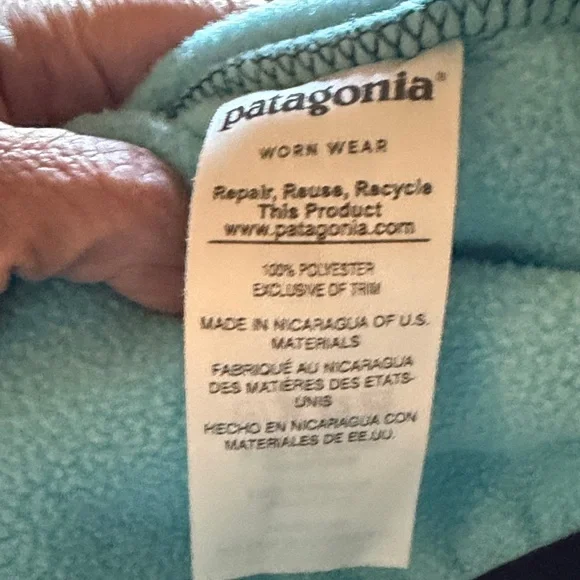 patagonia®
WORN WEAR
Repair, Reuse, Recycle
This Product
www.patagonia.com
100% POLYESTER
EXCLUSIVE OF TRIM
MADE IN NICARAGUA OF U.S.
MATERIALS
FABRIQUÉ AU NICARAGUA
DES MATIÈRES DES ETATS-
UNIS
HECHO EN NICARAGUA CON
MATERIALES DE EE.UU.